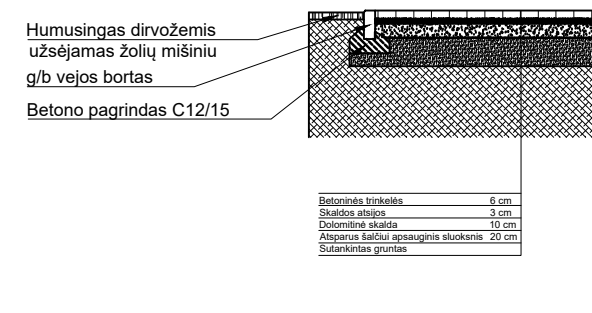 Humusingas dirvožemis
užsėjamas žolių mišiniu
g/b vejos bortas
Betono pagrindas C12/15
Betoninės trinkelės 6 cm
Skaldos atsijos 3 cm
Dolomitinė skalda 10 cm
Atsparus šalčiui apsauginis sluoksnis 20 cm
Sutankintas gruntas